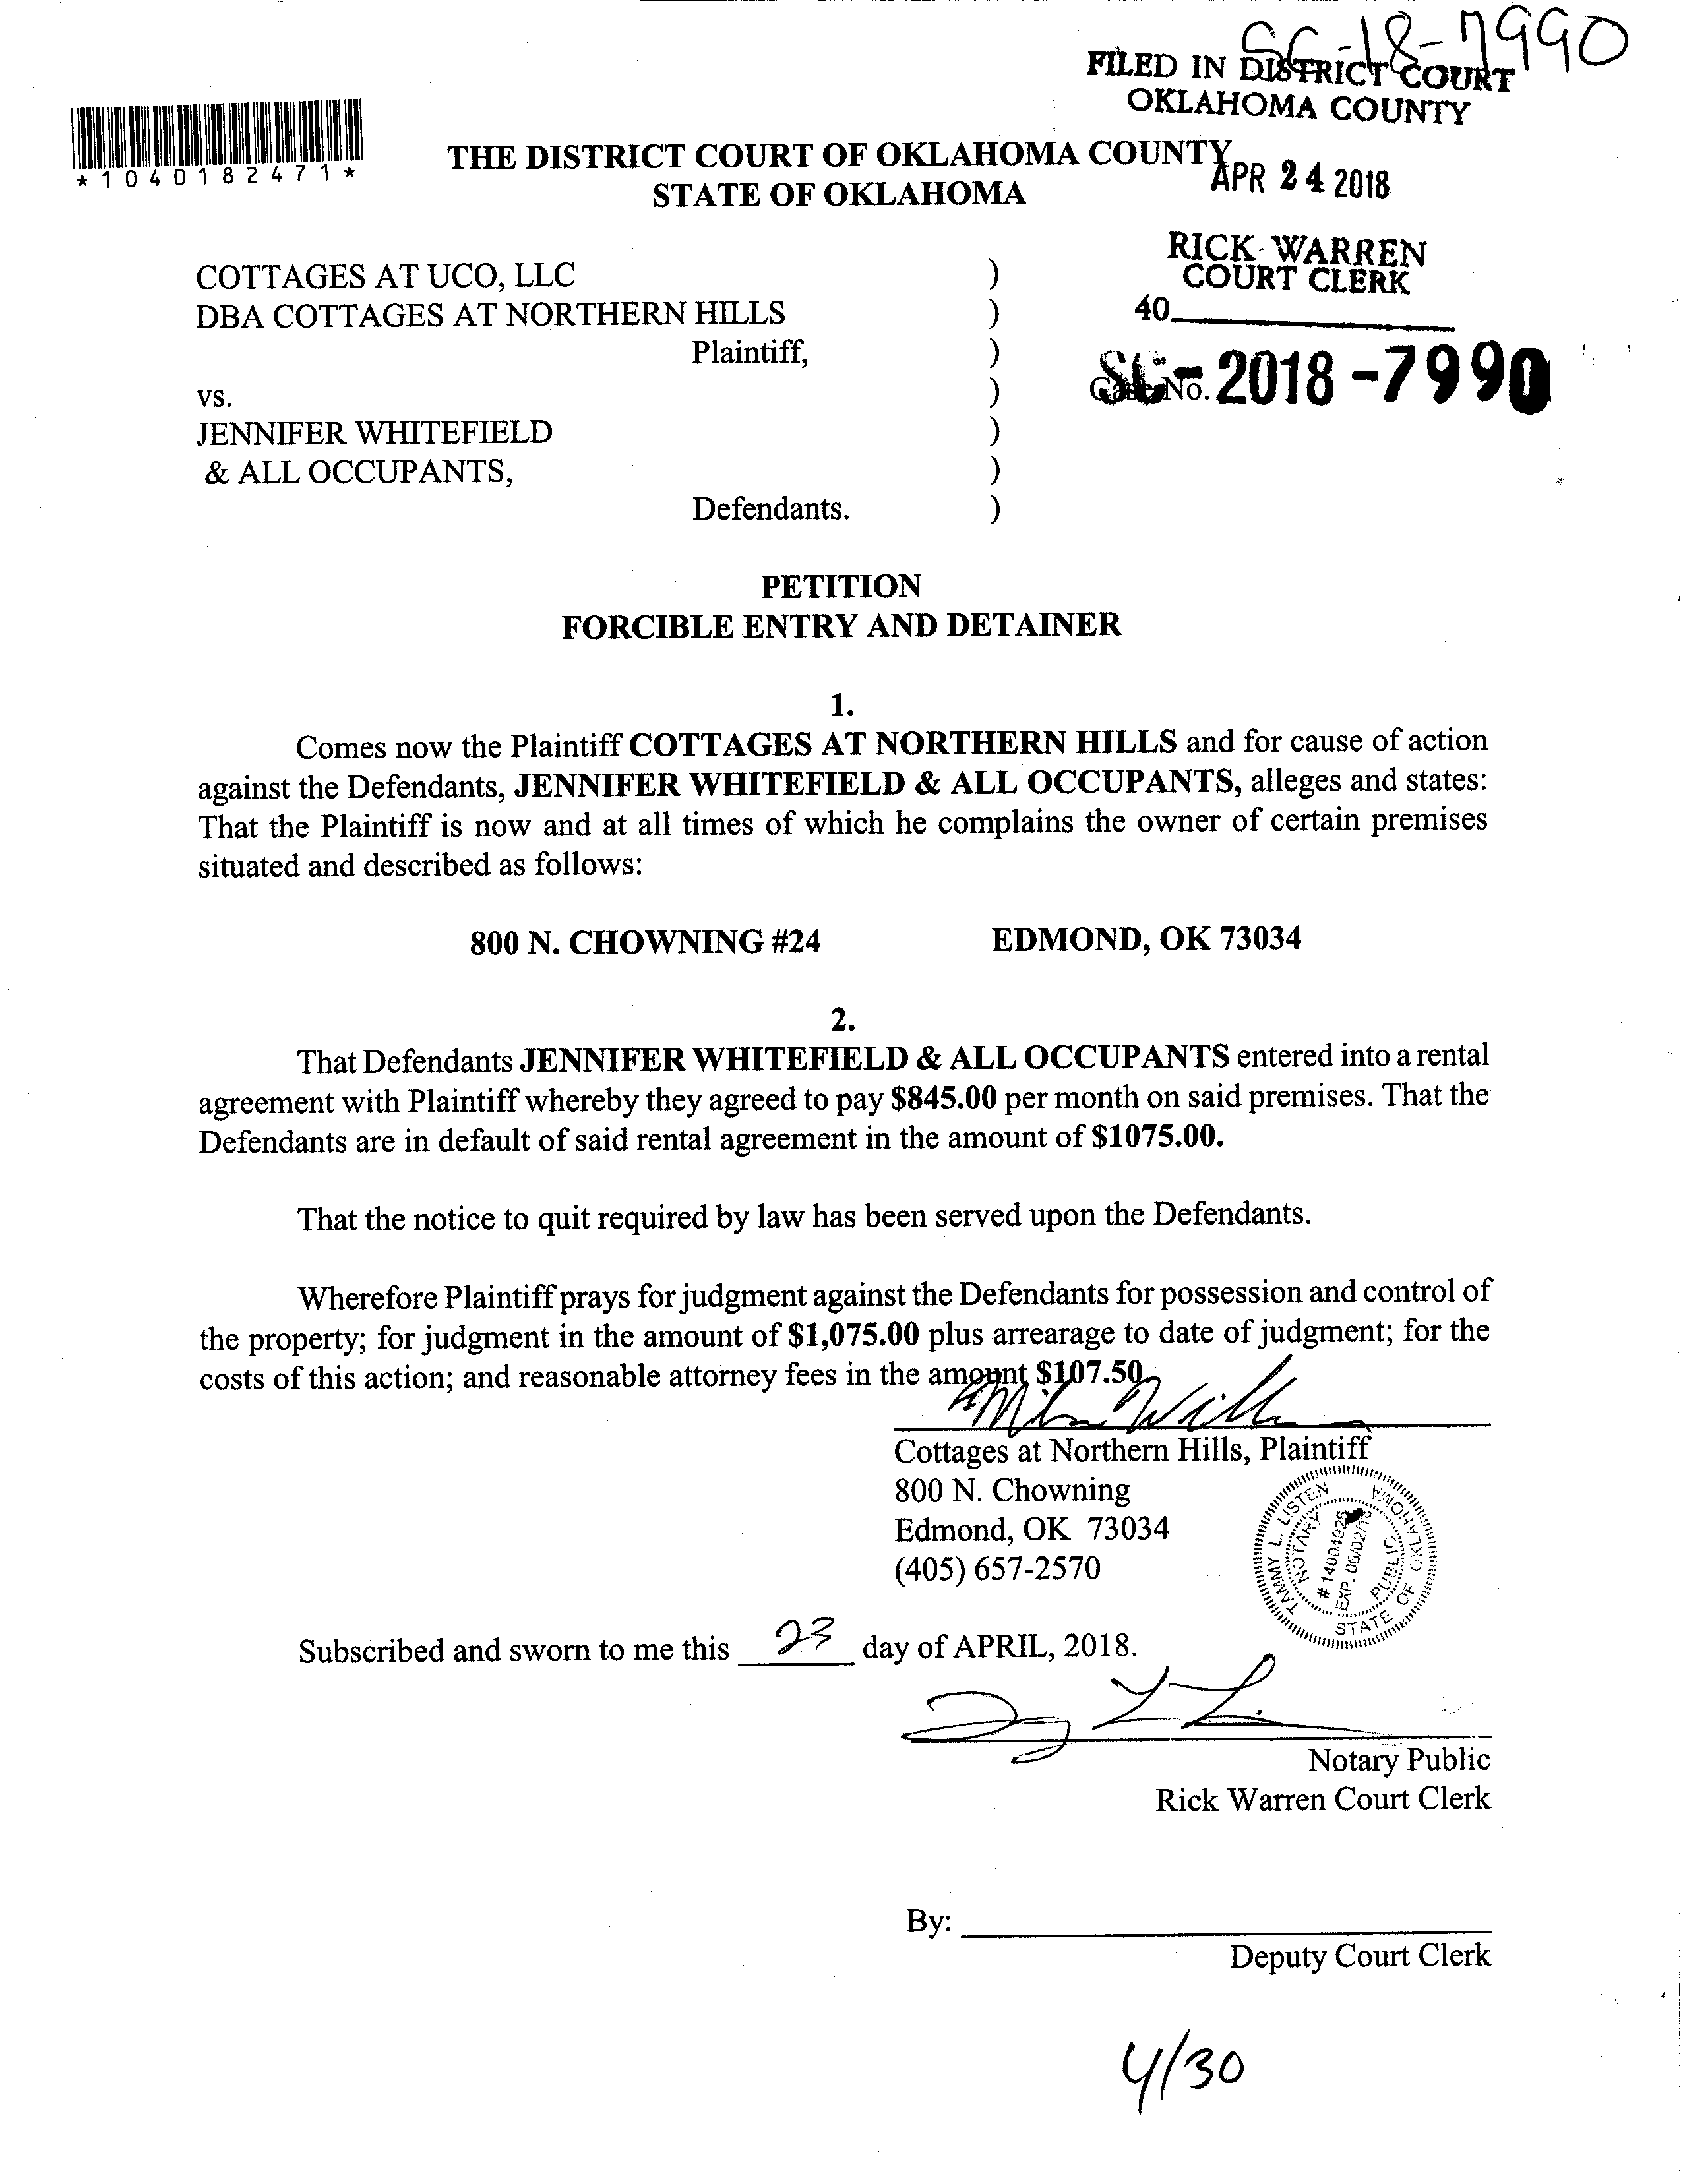 SC-18-7990
FILED IN DISTRICT COURT
OKLAHOMA COUNTY
*1040182471*
THE DISTRICT COURT OF OKLAHOMA COUNTY
STATE OF OKLAHOMA
APR 24 2018
RICK WARREN
COURT CLERK
40
COTTAGES AT UCO, LLC )
DBA COTTAGES AT NORTHERN HILLS )
Plaintiff, )
Case No. SC-2018-7990
vs. )
JENNIFER WHITEFIELD )
& ALL OCCUPANTS, )
Defendants. )
PETITION
FORCIBLE ENTRY AND DETAINER
1.
Comes now the Plaintiff COTTAGES AT NORTHERN HILLS and for cause of action
against the Defendants, JENNIFER WHITEFIELD & ALL OCCUPANTS, alleges and states:
That the Plaintiff is now and at all times of which he complains the owner of certain premises
situated and described as follows:
800 N. CHOWNING #24 EDMOND, OK 73034
2.
That Defendants JENNIFER WHITEFIELD & ALL OCCUPANTS entered into a rental
agreement with Plaintiff whereby they agreed to pay $845.00 per month on said premises. That the
Defendants are in default of said rental agreement in the amount of $1075.00.
That the notice to quit required by law has been served upon the Defendants.
Wherefore Plaintiff prays for judgment against the Defendants for possession and control of
the property; for judgment in the amount of $1,075.00 plus arrearage to date of judgment; for the
costs of this action; and reasonable attorney fees in the amount $107.50.
Cottages at Northern Hills, Plaintiff
800 N. Chowning
Edmond, OK 73034
(405) 657-2570
TAMMY L. LISTEN
NOTARY PUBLIC
# 14004926
EXP. 06/02/18
STATE OF OKLAHOMA
Subscribed and sworn to me this 23 day of APRIL, 2018.
Notary Public
Rick Warren Court Clerk
By:
Deputy Court Clerk
4/30